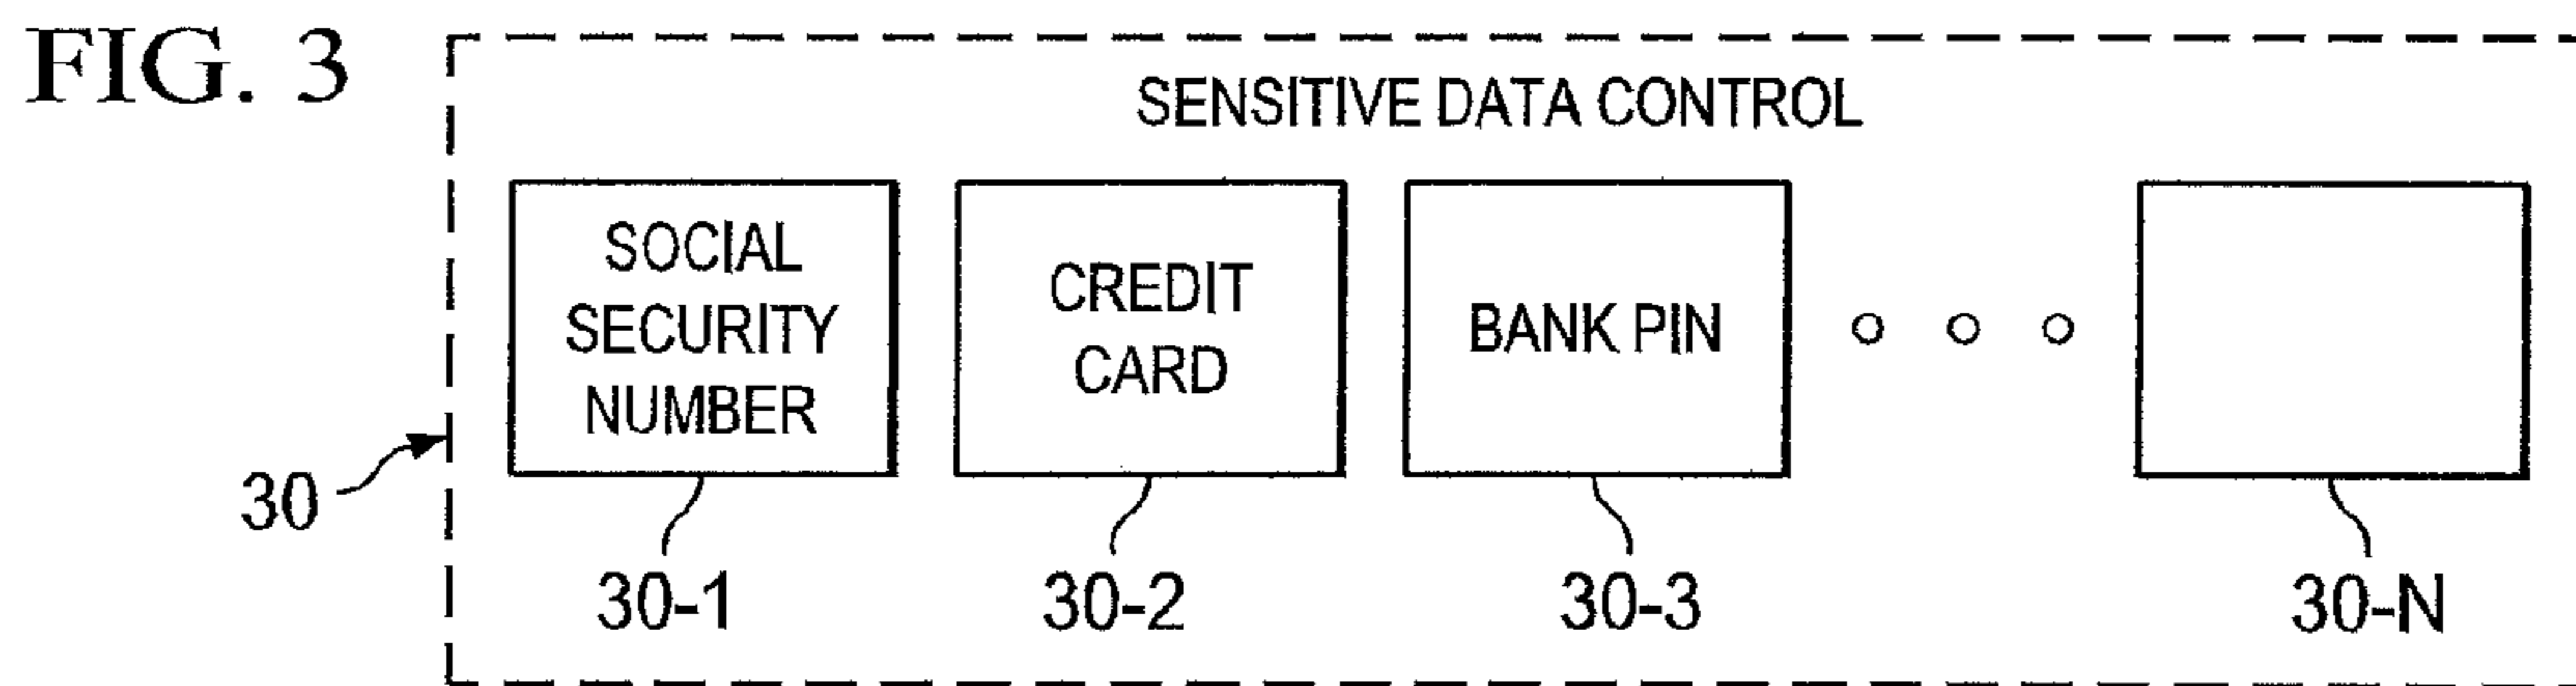 FIG. 3
SENSITIVE DATA CONTROL
SOCIAL
SECURITY
NUMBER
CREDIT
CARD
BANK PIN
30
30-1
30-2
30-3
30-N